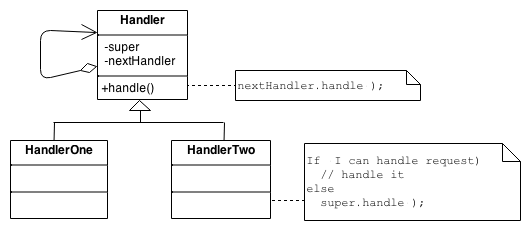 Handler
-super
-nextHandler
+handle()
nextHandler.handle );
HandlerOne
HandlerTwo
If  I can handle request)
// handle it
else
super.handle );